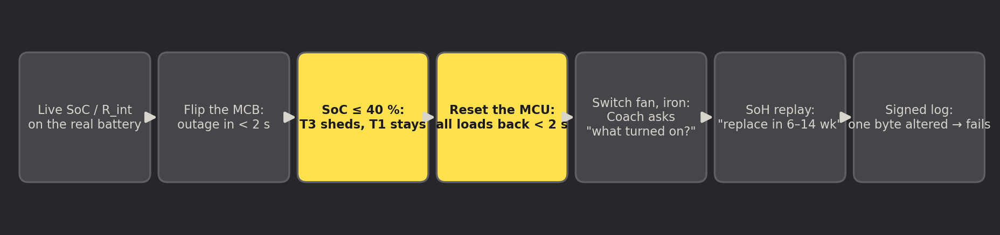 Live SoC / R_int
on the real battery
Flip the MCB:
outage in < 2 s
SoC ≤ 40 %:
T3 sheds, T1 stays
Reset the MCU:
all loads back < 2 s
Switch fan, iron:
Coach asks
"what turned on?"
SoH replay:
"replace in 6–14 wk"
Signed log:
one byte altered → fails